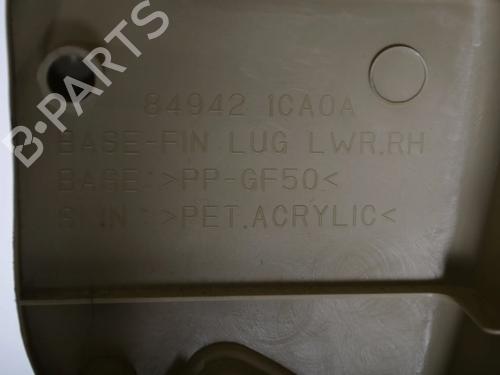 B-PARTS
84942 1CA0A
BASE-FIN LUG LWR,RH
BASE:>PP-GF50<
SKIN:>PET.ACRYLIC<